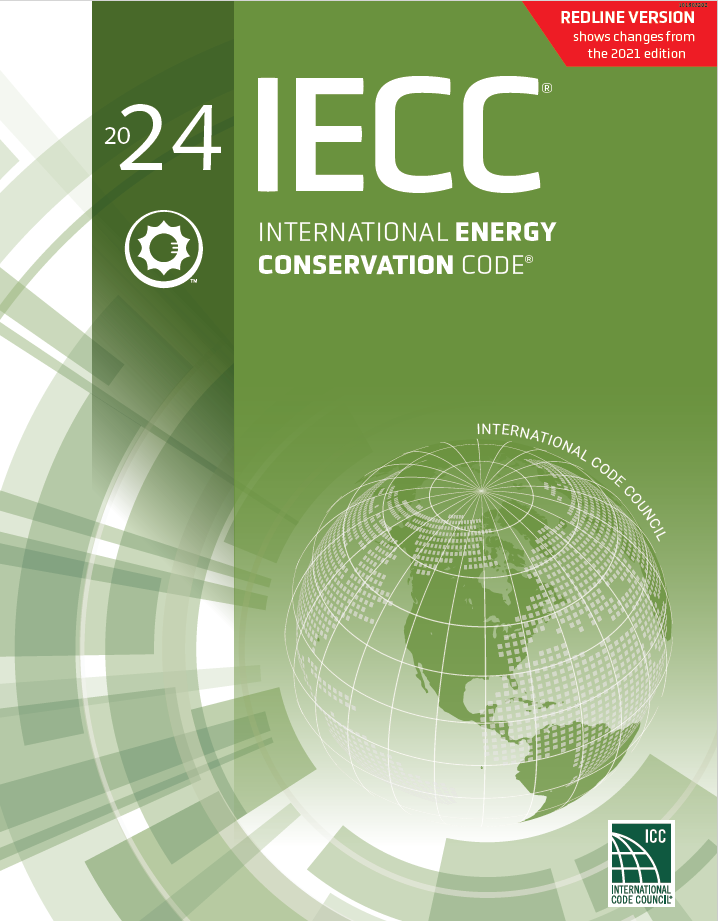 REDLINE VERSION
shows changes from
the 2021 edition
2024
IECC®
INTERNATIONAL ENERGY
CONSERVATION CODE®
TM
INTERNATIONAL CODE COUNCIL
ICC
INTERNATIONAL
CODE COUNCIL®